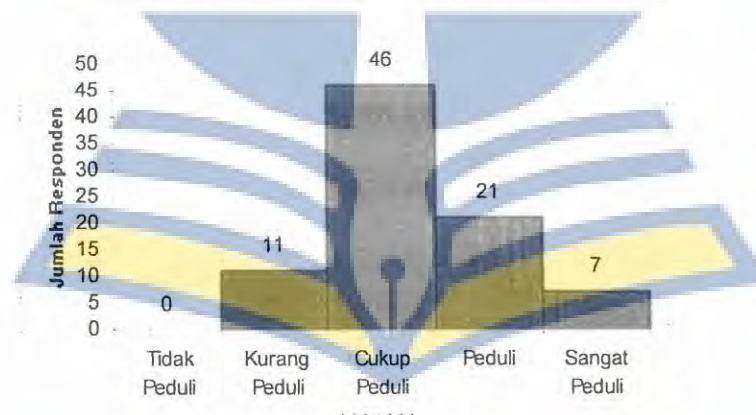 Jumlah Responden
50
45
40
35
30
25
20
15
10
5
0
0
11
46
21
7
Tidak Peduli
Kurang Peduli
Cukup Peduli
Peduli
Sangat Peduli